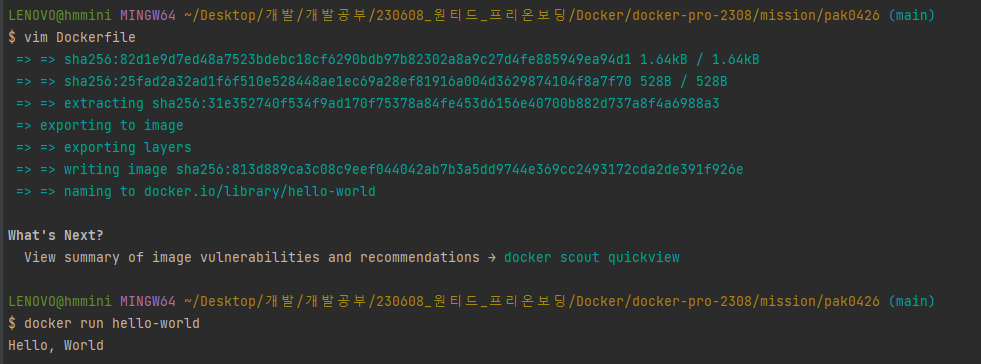 LENOVO@hmmini MINGW64 ~/Desktop/개발/개발공부/230608_원티드_프리온보딩/Docker/docker-pro-2308/mission/pak0426 (main)
$ vim Dockerfile
=> => sha256:82d1e9d7ed48a7523bdebc18cf6290bdb97b82302a8a9c27d4fe885949ea94d1 1.64kB / 1.64kB
=> => sha256:25fad2a32ad1f6f510e528448ae1ec69a28ef81916a004d3629874104f8a7f70 528B / 528B
=> => extracting sha256:31e352740f534f9ad170f75378a84fe453d6156e40700b882d737a8f4a6988a3
=> exporting to image
=> => exporting layers
=> => writing image sha256:813d889ca3c08c9eef044042ab7b3a5dd9744e369cc2493172cda2de391f926e
=> => naming to docker.io/library/hello-world
What's Next?
View summary of image vulnerabilities and recommendations → docker scout quickview
LENOVO@hmmini MINGW64 ~/Desktop/개발/개발공부/230608_원티드_프리온보딩/Docker/docker-pro-2308/mission/pak0426 (main)
$ docker run hello-world
Hello, World